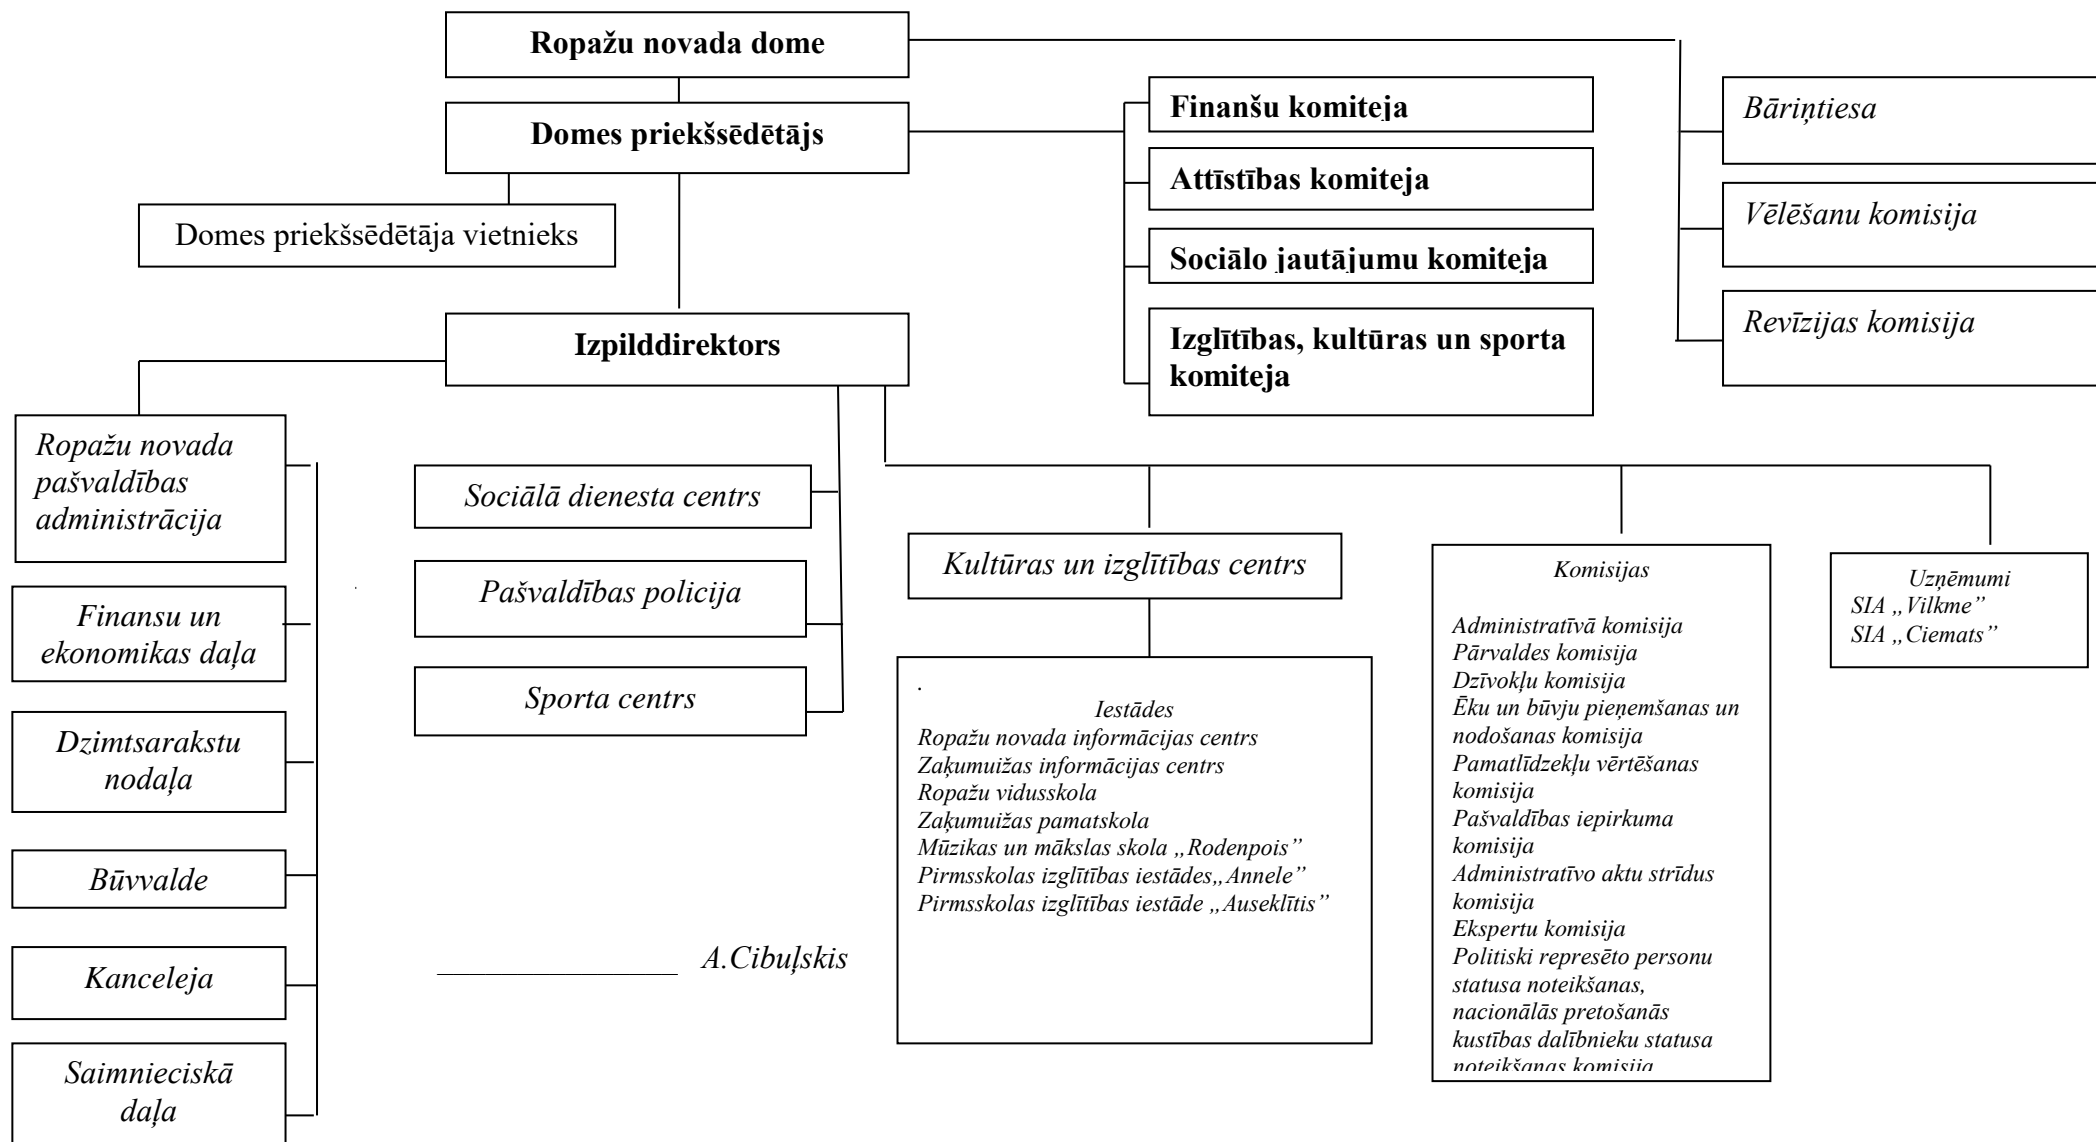 Ropažu novada dome
Domes priekšsēdētājs
Domes priekšsēdētāja vietnieks
Finanšu komiteja
Attīstības komiteja
Sociālo jautājumu komiteja
Izglītības, kultūras un sporta
komiteja
Bāriņtiesa
Vēlēšanu komisija
Revīzijas komisija
Izpilddirektors
Ropažu novada
pašvaldības
administrācija
Finansu un
ekonomikas daļa
Dzimtsarakstu
nodaļa
Būvvalde
Kanceleja
Saimnieciskā
daļa
Sociālā dienesta centrs
Pašvaldības policija
Sporta centrs
_______________ A.Cibuļskis
Kultūras un izglītības centrs
.
Iestādes
Ropažu novada informācijas centrs
Zaķumuižas informācijas centrs
Ropažu vidusskola
Zaķumuižas pamatskola
Mūzikas un mākslas skola „Rodenpois”
Pirmsskolas izglītības iestādes„Annele”
Pirmsskolas izglītības iestāde „Auseklītis”
Komisijas
Administratīvā komisija
Pārvaldes komisija
Dzīvokļu komisija
Ēku un būvju pieņemšanas un
nodošanas komisija
Pamatlīdzekļu vērtēšanas
komisija
Pašvaldības iepirkuma
komisija
Administratīvo aktu strīdus
komisija
Ekspertu komisija
Politiski represēto personu
statusa noteikšanas,
nacionālās pretošanās
kustības dalībnieku statusa
noteikšanas komisija
Uzņēmumi
SIA „Vilkme”
SIA „Ciemats”